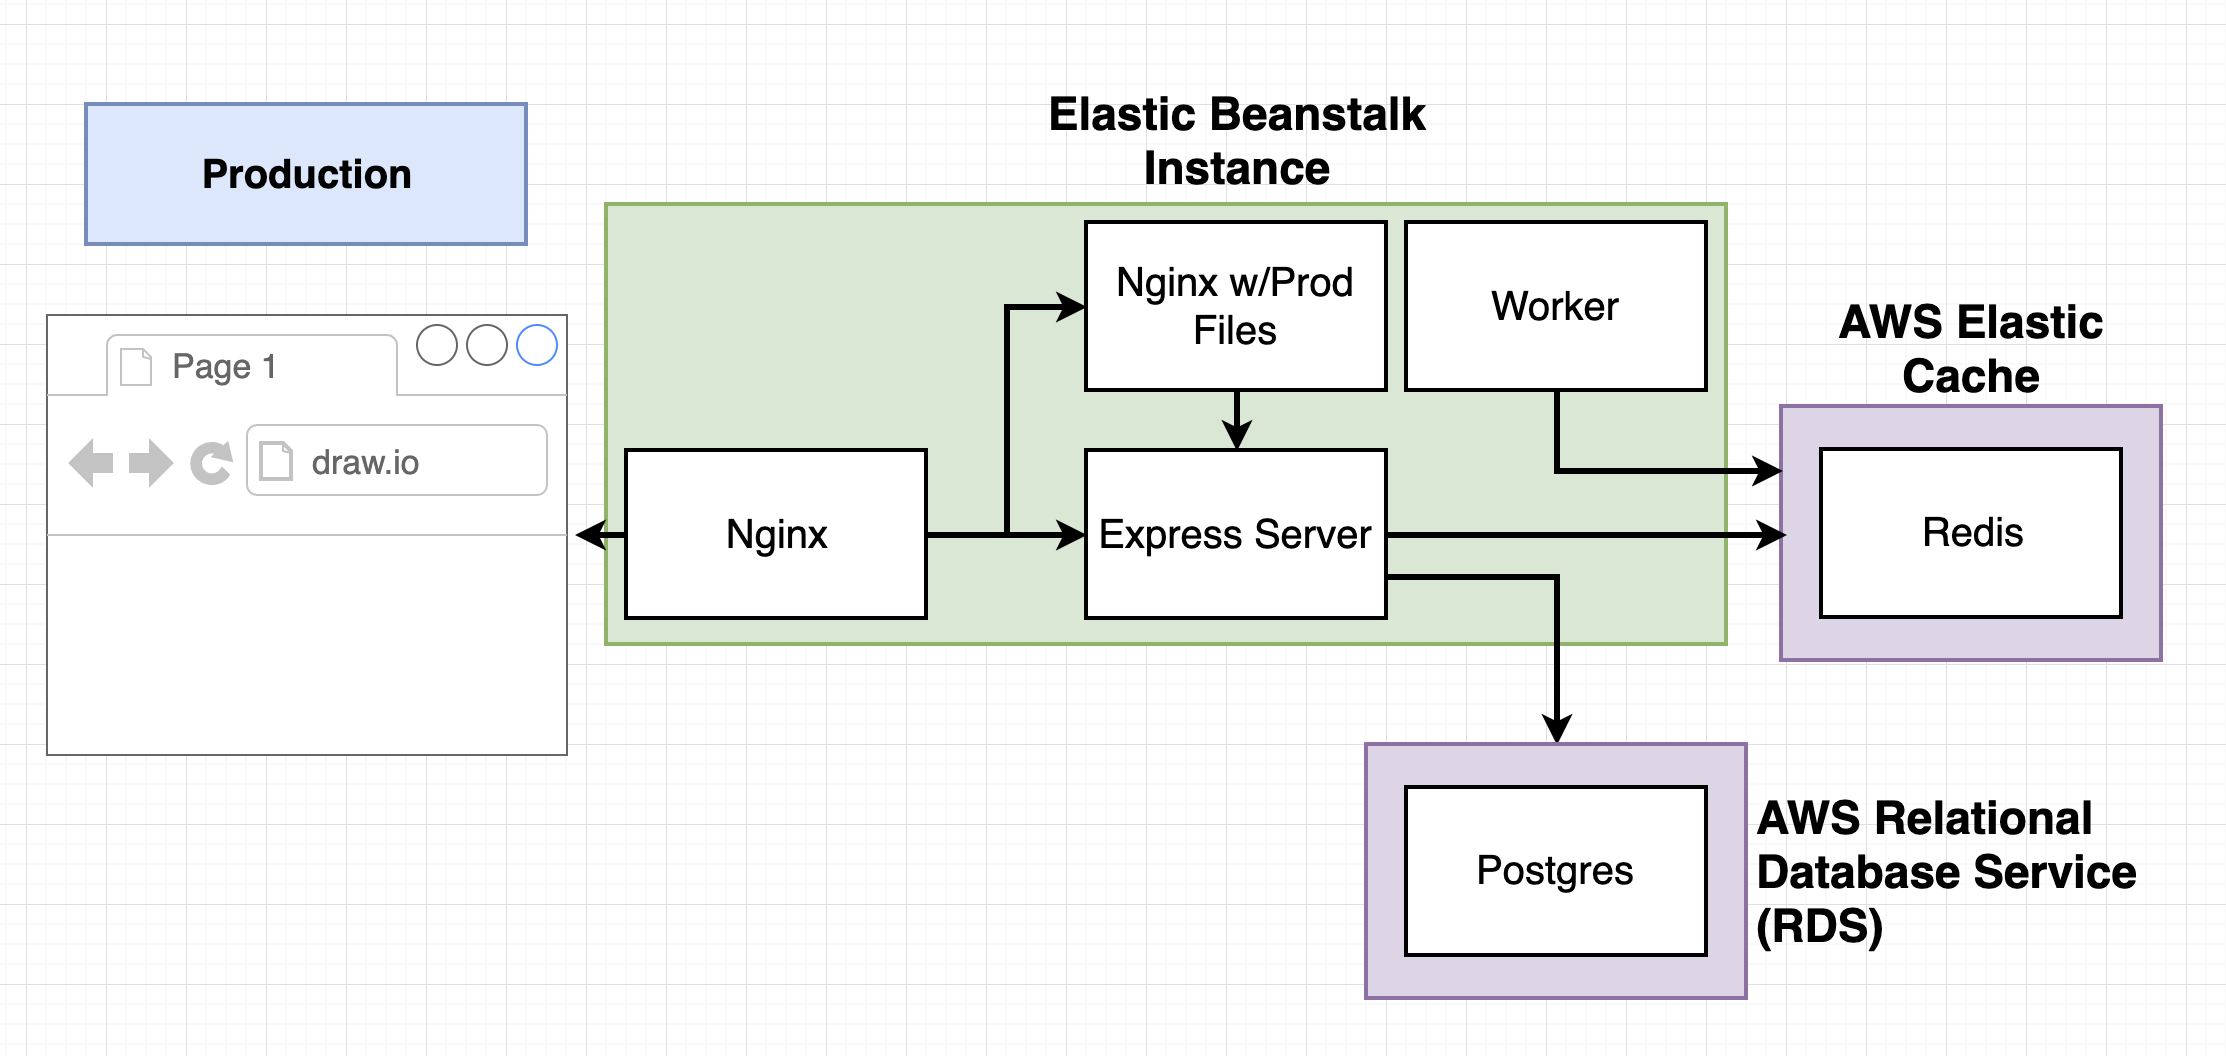 Production
Elastic Beanstalk
Instance
Page 1
draw.io
Nginx
Nginx w/Prod
Files
Worker
Express Server
AWS Elastic
Cache
Redis
Postgres
AWS Relational
Database Service
(RDS)